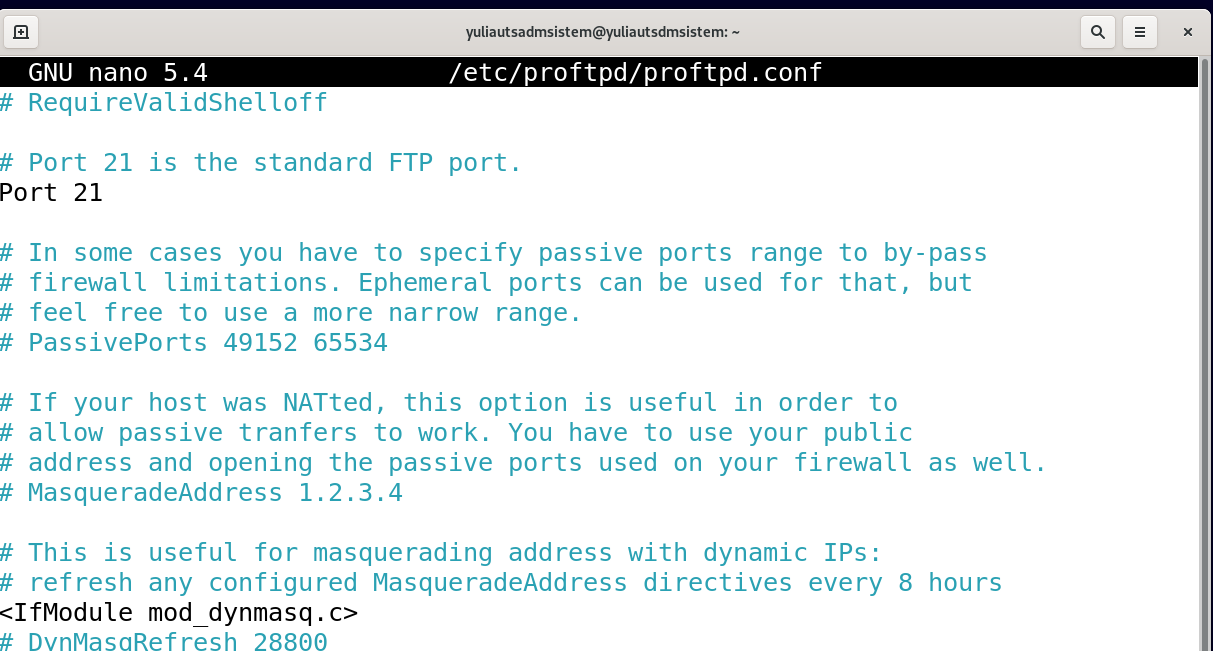 yuliautsadmsistem@yuliautsdmsistem: ~
GNU nano 5.4 /etc/proftpd/proftpd.conf
# RequireValidShelloff
# Port 21 is the standard FTP port.
Port 21
# In some cases you have to specify passive ports range to by-pass
# firewall limitations. Ephemeral ports can be used for that, but
# feel free to use a more narrow range.
# PassivePorts 49152 65534
# If your host was NATted, this option is useful in order to
# allow passive tranfers to work. You have to use your public
# address and opening the passive ports used on your firewall as well.
# MasqueradeAddress 1.2.3.4
# This is useful for masquerading address with dynamic IPs:
# refresh any configured MasqueradeAddress directives every 8 hours
<IfModule mod_dynmasq.c>
# DynMasqRefresh 28800